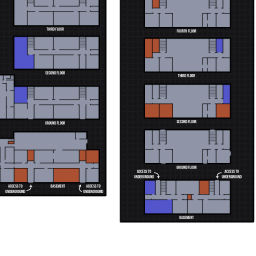 THIRD FLOOR
SECOND FLOOR
GROUND FLOOR
ACCESS TO
UNDERGROUND
BASEMENT
ACCESS TO
UNDERGROUND
FOURTH FLOOR
THIRD FLOOR
SECOND FLOOR
GROUND FLOOR
ACCESS TO
UNDERGROUND
ACCESS TO
UNDERGROUND
BASEMENT